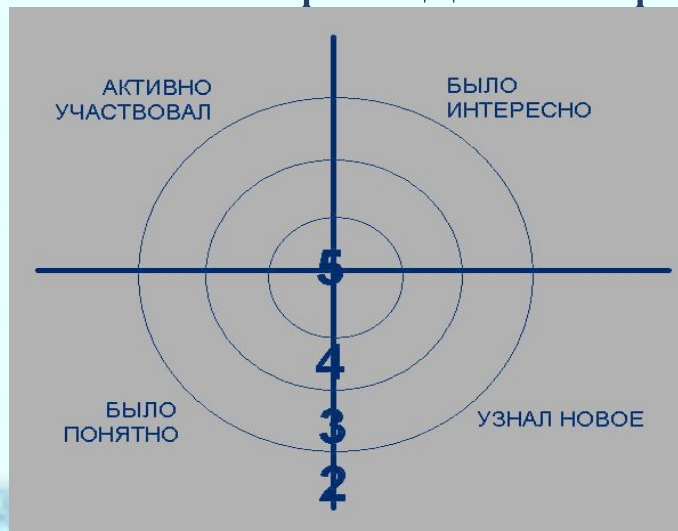 АКТИВНО
УЧАСТВОВАЛ
БЫЛО
ИНТЕРЕСНО
5
4
3
2
БЫЛО
ПОНЯТНО
УЗНАЛ НОВОЕ